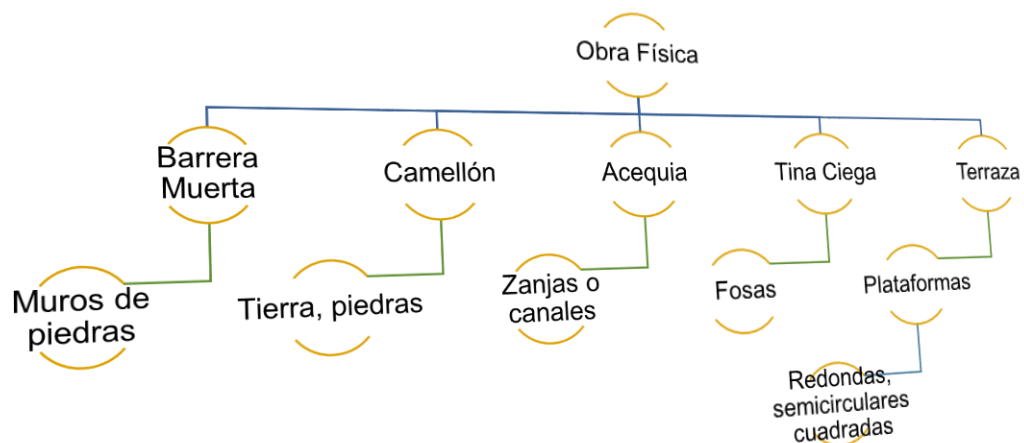 Obra Física
Barrera
Muerta
Camellón
Acequia
Tina Ciega
Terraza
Muros de
piedras
Tierra, piedras
Zanjas o
canales
Fosas
Plataformas
Redondas,
semicirculares
cuadradas